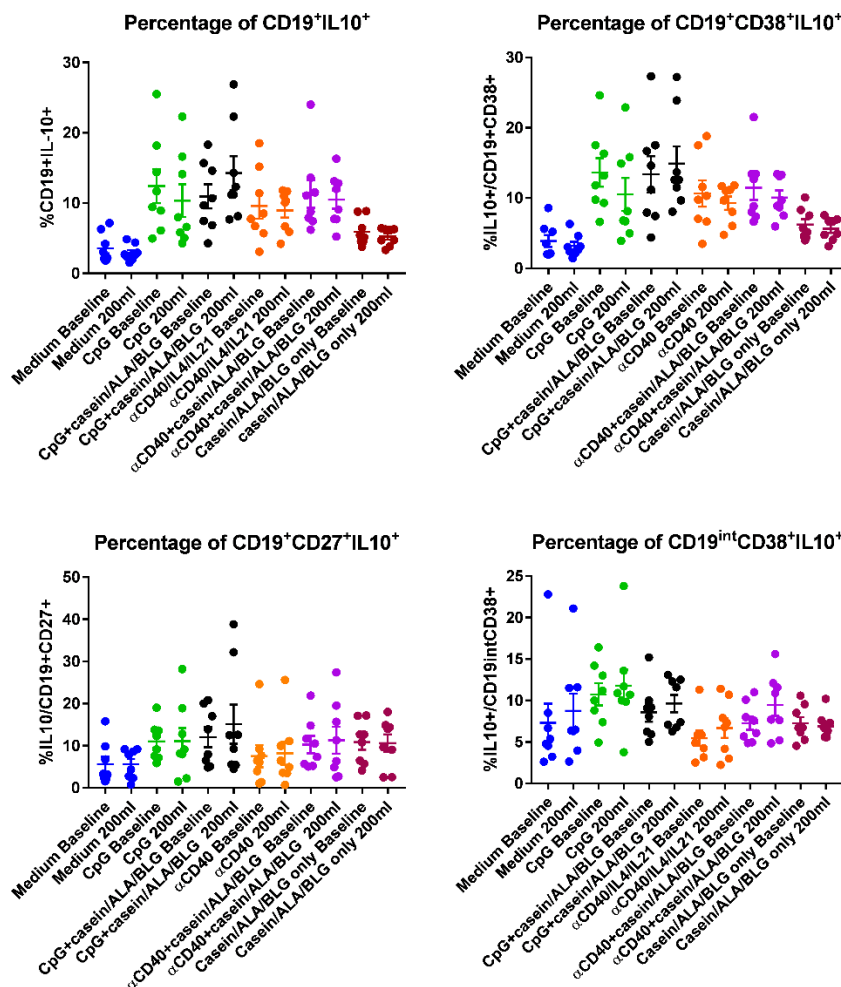 Percentage of CD19⁺IL10⁺
%CD19+IL-10+
30
20
10
0
Medium Baseline
Medium 200ml
CpG Baseline
CpG 200ml
CpG+casein/ALA/BLG Baseline
CpG+casein/ALA/BLG 200ml
αCD40/IL4/IL21 Baseline
αCD40/IL4/IL21 200ml
αCD40+casein/ALA/BLG Baseline
αCD40+casein/ALA/BLG 200ml
Casein/ALA/BLG only Baseline
casein/ALA/BLG only 200ml
Percentage of CD19⁺CD38⁺IL10⁺
%IL10+/CD19+CD38+
30
20
10
0
Medium Baseline
Medium 200ml
CpG Baseline
CpG 200ml
CpG+casein/ALA/BLG Baseline
CpG+casein/ALA/BLG 200ml
αCD40 Baseline
αCD40 200ml
αCD40+casein/ALA/BLG Baseline
αCD40+casein/ALA/BLG 200ml
Casein/ALA/BLG only Baseline
Casein/ALA/BLG only 200ml
Percentage of CD19⁺CD27⁺IL10⁺
%IL10/CD19+CD27+
50
40
30
20
10
0
Medium Baseline
Medium 200ml
CpG Baseline
CpG 200ml
CpG+casein/ALA/BLG Baseline
CpG+casein/ALA/BLG 200ml
αCD40 Baseline
αCD40 200ml
αCD40+casein/ALA/BLG Baseline
αCD40+casein/ALA/BLG 200ml
Casein/ALA/BLG only Baseline
Casein/ALA/BLG only 200ml
Percentage of CD19ⁱⁿᵗCD38⁺IL10⁺
%IL10+/CD19intCD38+
25
20
15
10
5
0
Medium Baseline
Medium 200ml
CpG Baseline
CpG 200ml
CpG+casein/ALA/BLG Baseline
CpG+casein/ALA/BLG 200ml
αCD40/IL4/IL21 Baseline
αCD40/IL4/IL21 200ml
αCD40+casein/ALA/BLG Baseline
αCD40+casein/ALA/BLG 200ml
Casein/ALA/BLG only Baseline
Casein/ALA/BLG only 200ml